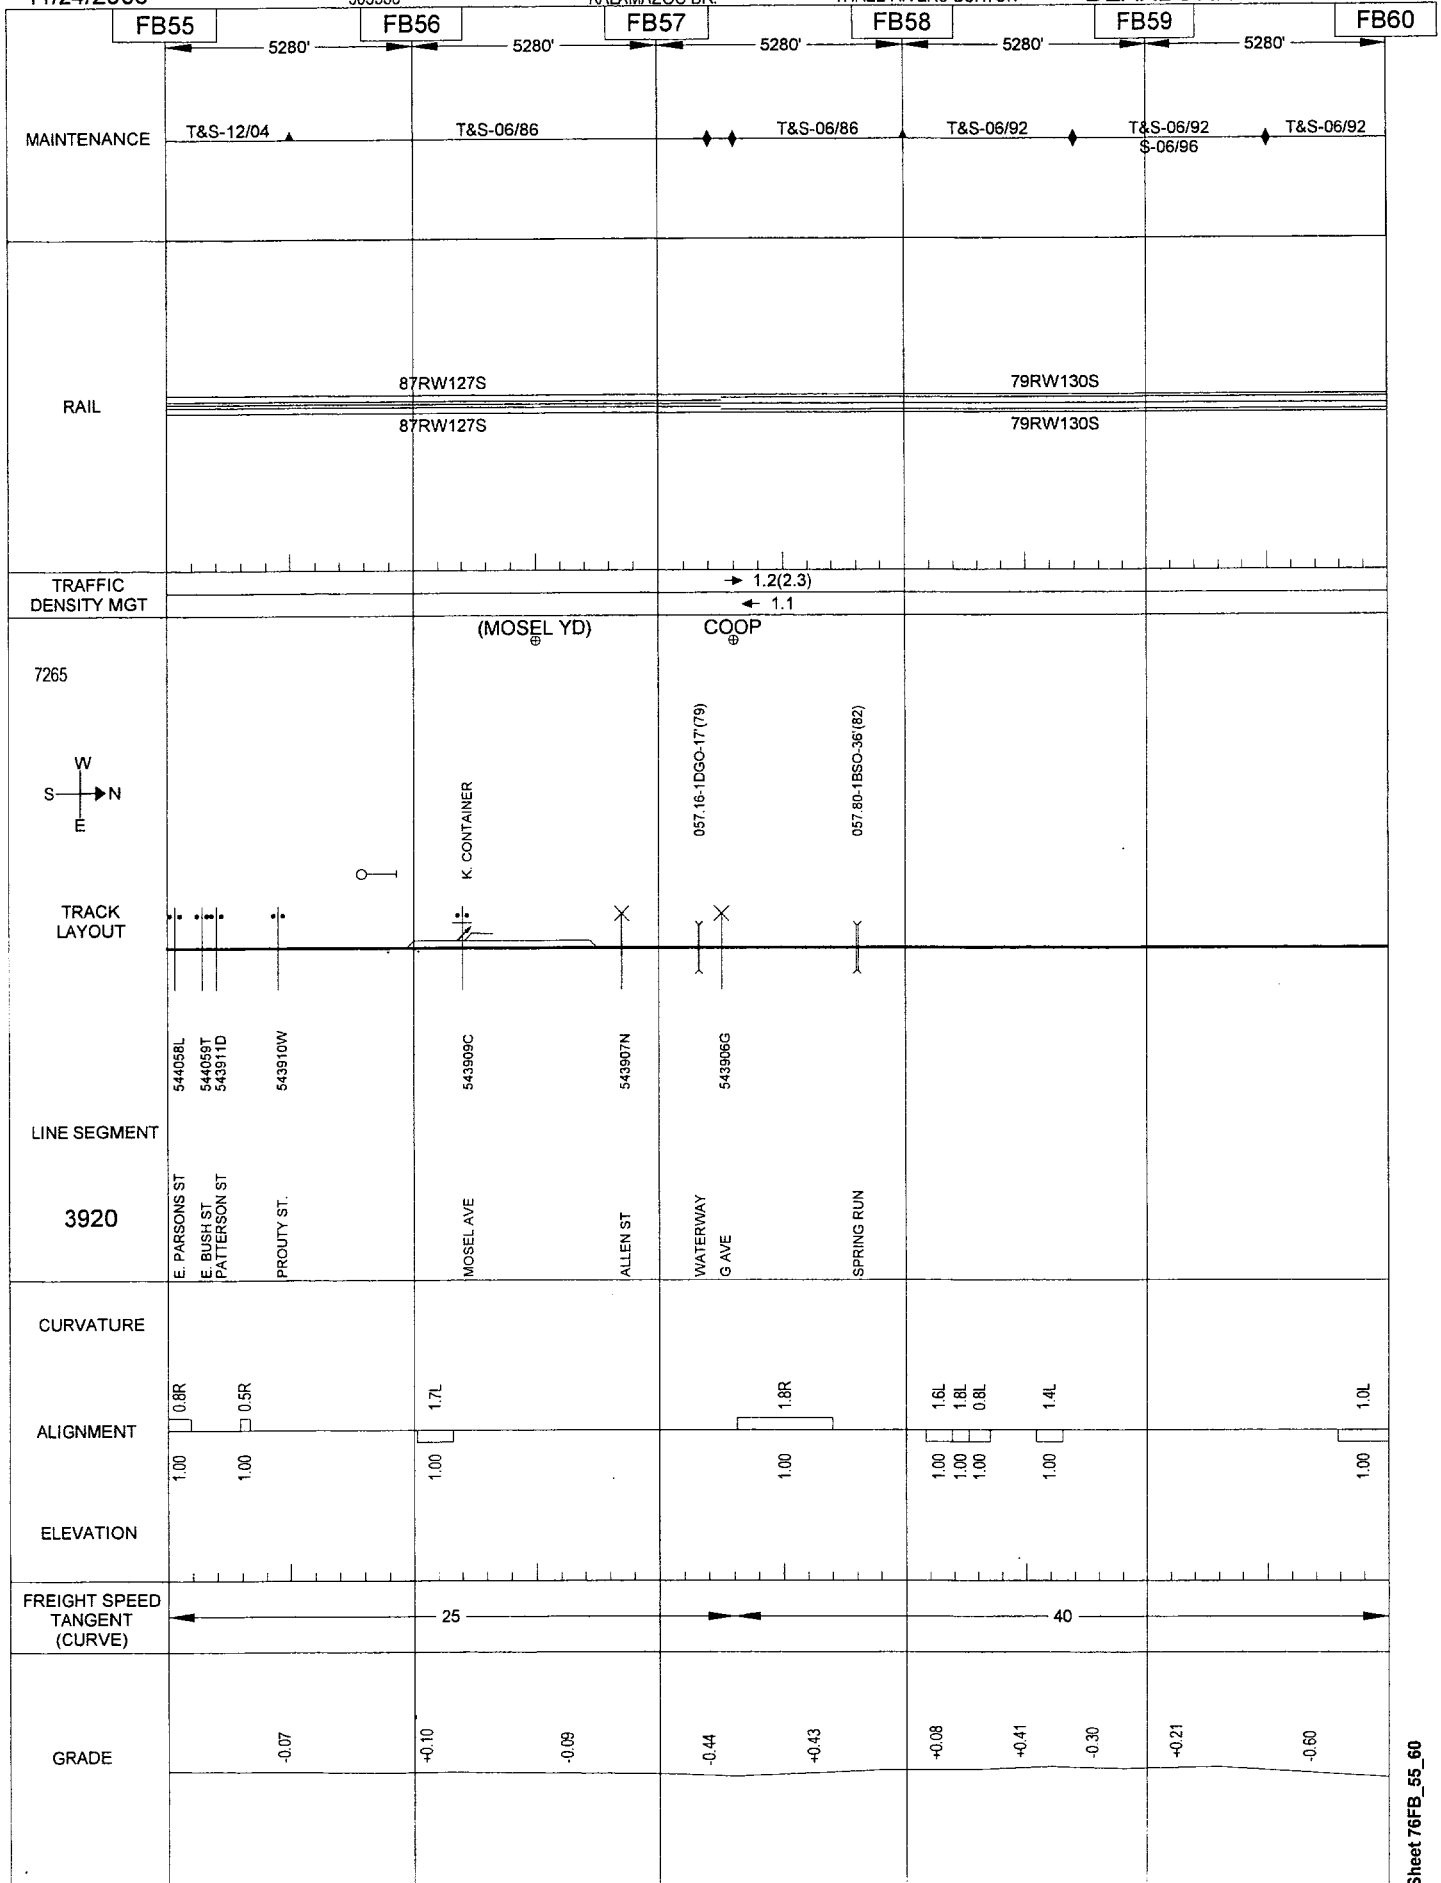 FB55 FB56 FB57 FB58 FB59 FB60
5280' 5280' 5280' 5280' 5280'
MAINTENANCE
T&S-12/04 T&S-06/86 T&S-06/86 T&S-06/92 T&S-06/92 T&S-06/92
S-06/96
87RW127S 79RW130S
RAIL
87RW127S 79RW130S
TRAFFIC
DENSITY MGT
1.2(2.3)
1.1
(MOSEL YD) COOP
7265
W
S N
E
K. CONTAINER
057.16-1DGO-17'(79)
057.80-1BSO-36'(82)
TRACK
LAYOUT
544058L
544059T
543911D
543910W
543909C
543907N
543906G
LINE SEGMENT
3920
E. PARSONS ST
E. BUSH ST
PATTERSON ST
PROUTY ST.
MOSEL AVE
ALLEN ST
WATERWAY
G AVE
SPRING RUN
CURVATURE
0.8R 0.5R 1.7L 1.8R 1.6L 1.8L 0.8L 1.4L 1.0L
ALIGNMENT
1.00 1.00 1.00 1.00 1.00 1.00 1.00 1.00 1.00
ELEVATION
FREIGHT SPEED
TANGENT
(CURVE)
25 40
GRADE
-0.07 +0.10 -0.09 -0.44 +0.43 +0.08 +0.41 -0.30 +0.21 -0.60
Sheet 76FB_55_60